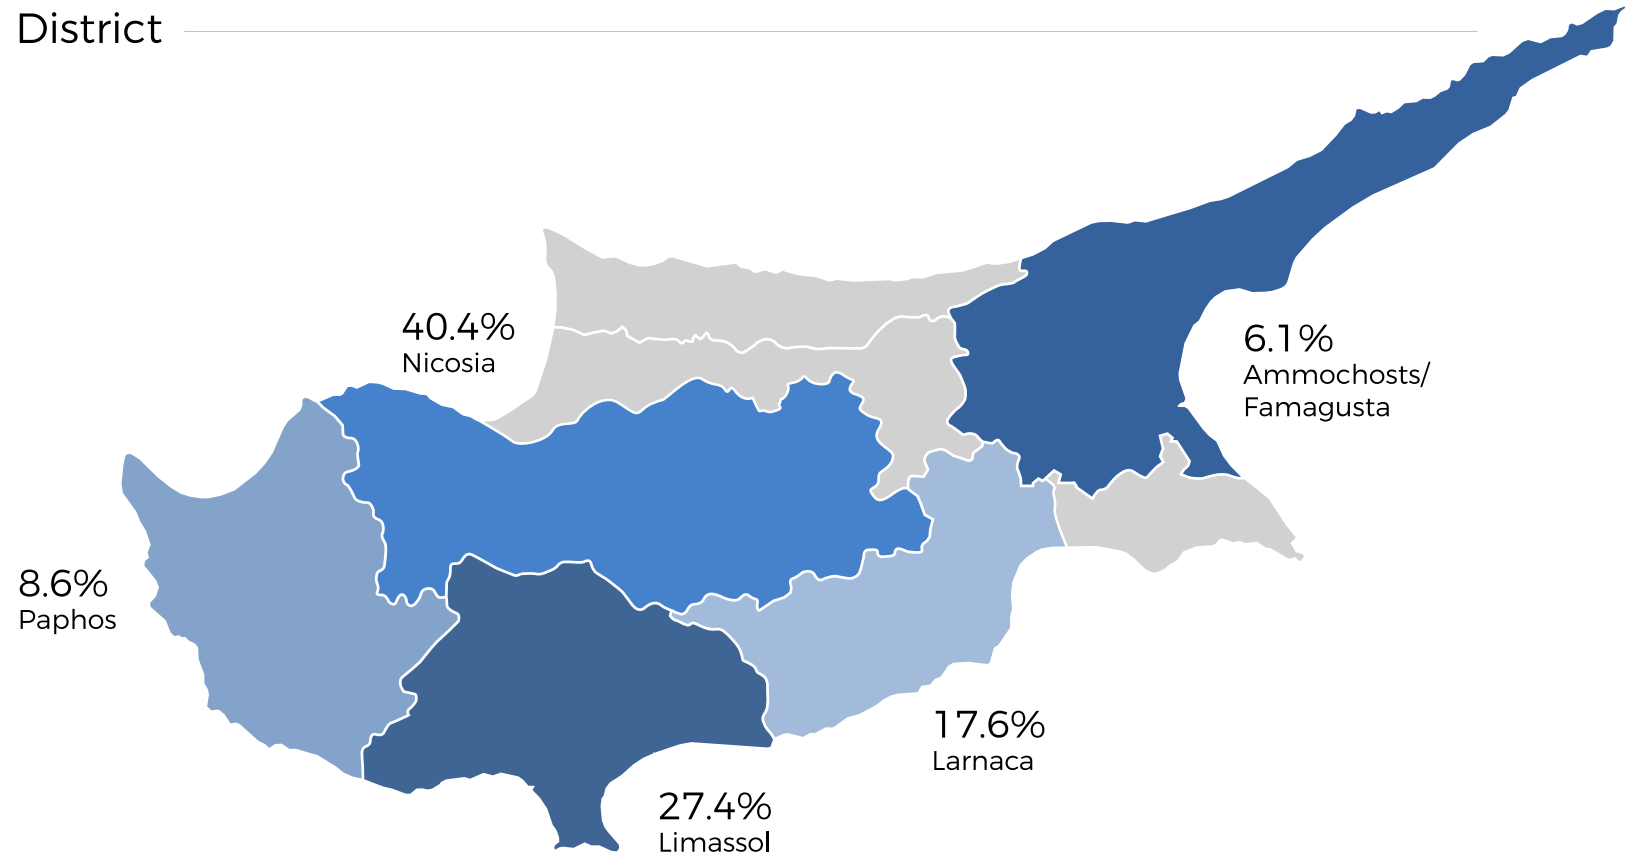 District
40.4%
Nicosia
6.1%
Ammochosts/
Famagusta
8.6%
Paphos
17.6%
Larnaca
27.4%
Limassol